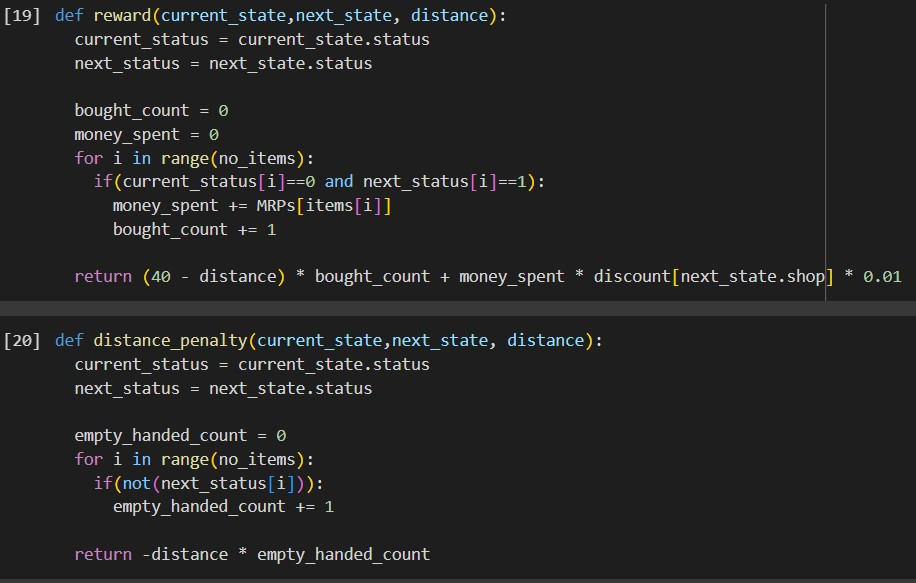 [19] def reward(current_state,next_state, distance):
  current_status = current_state.status
  next_status = next_state.status
  bought_count = 0
  money_spent = 0
  for i in range(no_items):
    if(current_status[i]==0 and next_status[i]==1):
      money_spent += MRPs[items[i]]
      bought_count += 1
  return (40 - distance) * bought_count + money_spent * discount[next_state.shop] * 0.01
[20] def distance_penalty(current_state,next_state, distance):
  current_status = current_state.status
  next_status = next_state.status
  empty_handed_count = 0
  for i in range(no_items):
    if(not(next_status[i])):
      empty_handed_count += 1
  return -distance * empty_handed_count